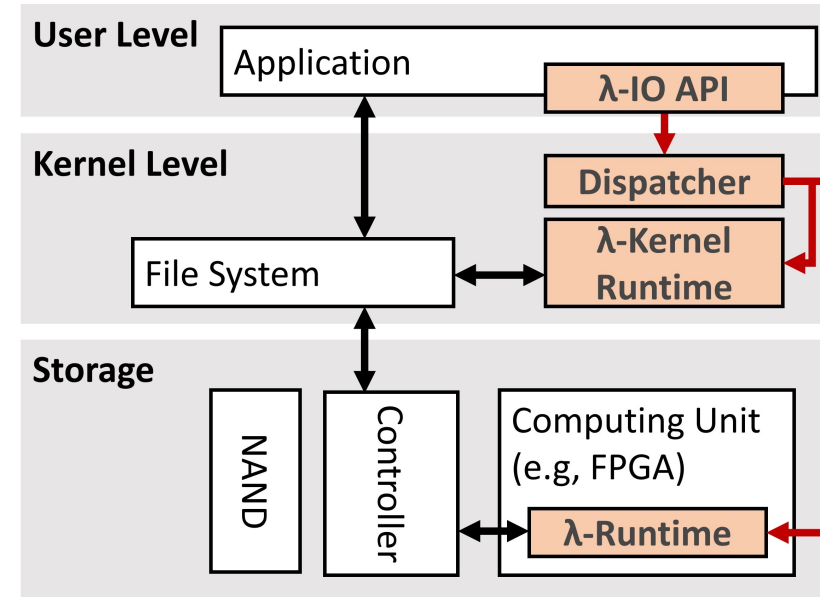 User Level
Application
λ-IO API
Kernel Level
Dispatcher
File System
λ-Kernel
Runtime
Storage
NAND
Controller
Computing Unit
(e.g, FPGA)
λ-Runtime